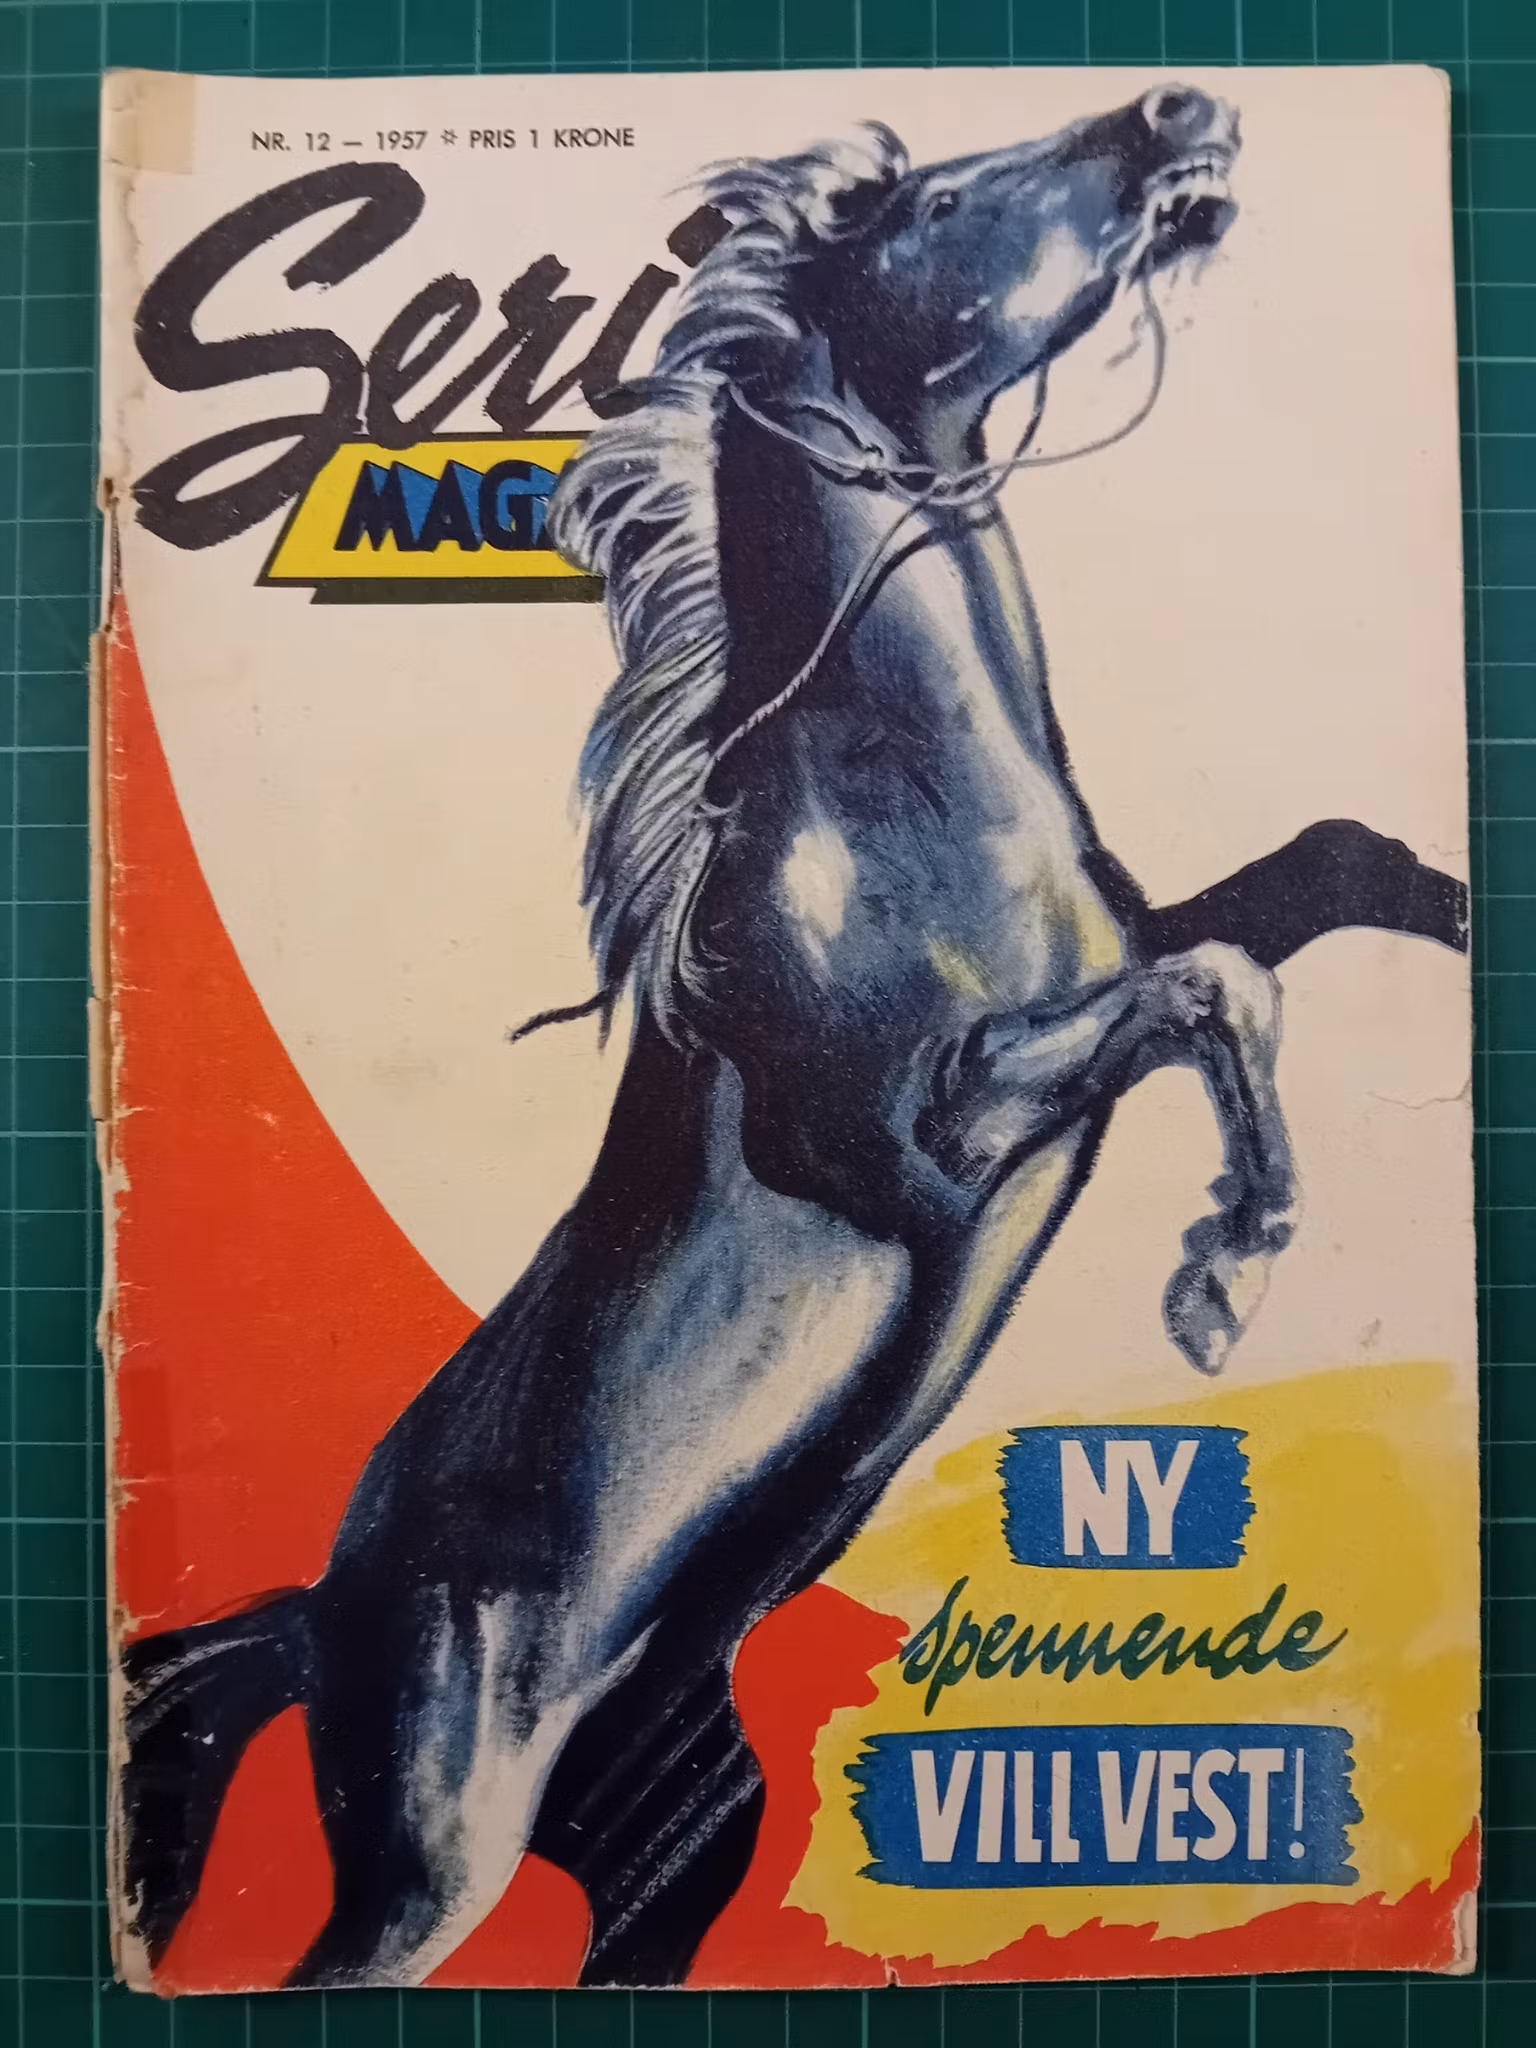 NR. 12 — 1957 ☆ PRIS 1 KRONE
Seri
MAGA
NY
spennende
VILL VEST!